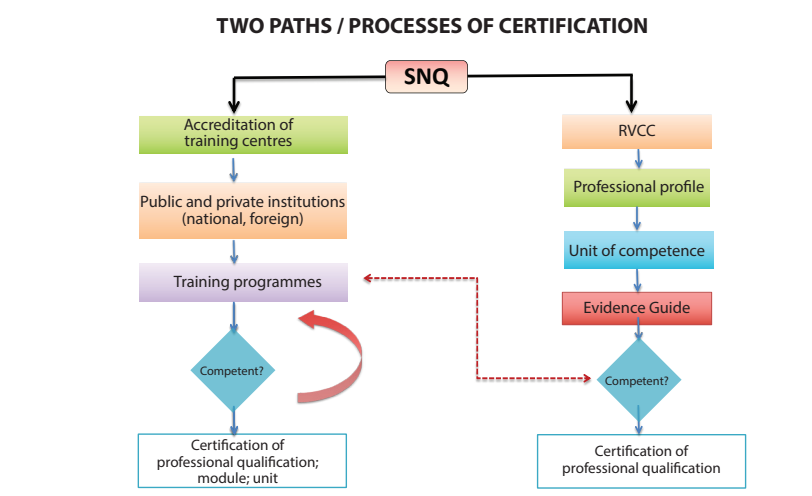 TWO PATHS / PROCESSES OF CERTIFICATION
SNQ
Accreditation of
training centres
Public and private institutions
(national, foreign)
Training programmes
Competent?
Certification of
professional qualification;
module; unit
RVCC
Professional profile
Unit of competence
Evidence Guide
Competent?
Certification of
professional qualification